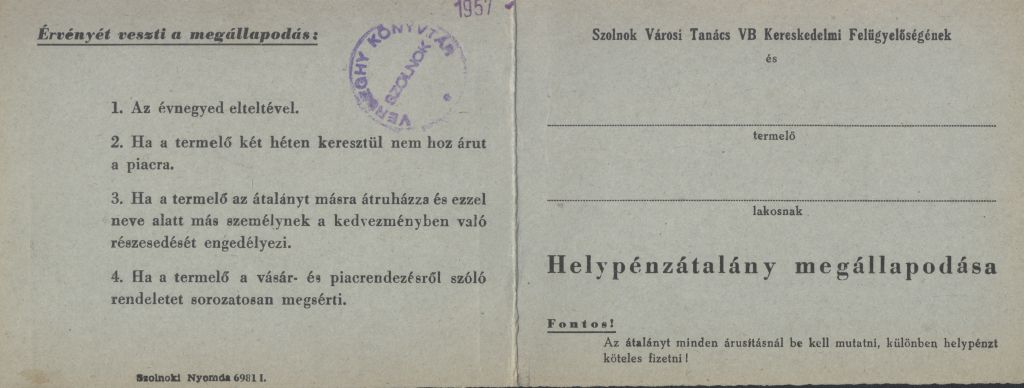 Érvényét veszti a megállapodás:
1. Az évnegyed elteltével.
2. Ha a termelő két héten keresztül nem hoz árut
a piacra.
3. Ha a termelő az átalányt másra átruházza és ezzel
neve alatt más személynek a kedvezményben való
részesedését engedélyezi.
4. Ha a termelő a vásár- és piacrendezésről szóló
rendeletet sorozatosan megsérti.
Szolnoki Nyomda 6981 I.
1957
VERSEGHY KÖNYVTÁR
SZOLNOK
Szolnok Városi Tanács VB Kereskedelmi Felügyelőségének
és
termelő
lakosnak
Helypénzátalány megállapodása
Fontos!
Az átalányt minden árusításnál be kell mutatni, különben helypénzt
köteles fizetni!